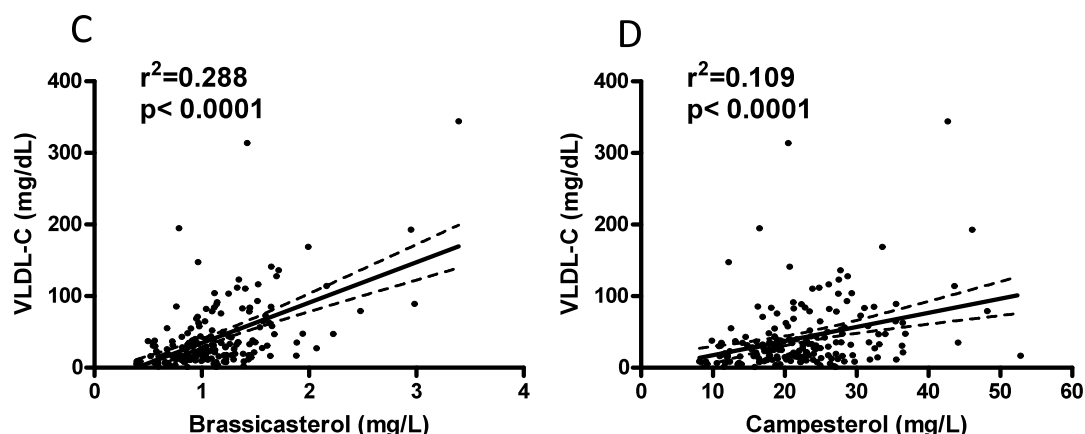 C
r²=0.288
p< 0.0001
VLDL-C (mg/dL)
400
300
200
100
0
0 1 2 3 4
Brassicasterol (mg/L)
D
r²=0.109
p< 0.0001
VLDL-C (mg/dL)
400
300
200
100
0
0 10 20 30 40 50 60
Campesterol (mg/L)